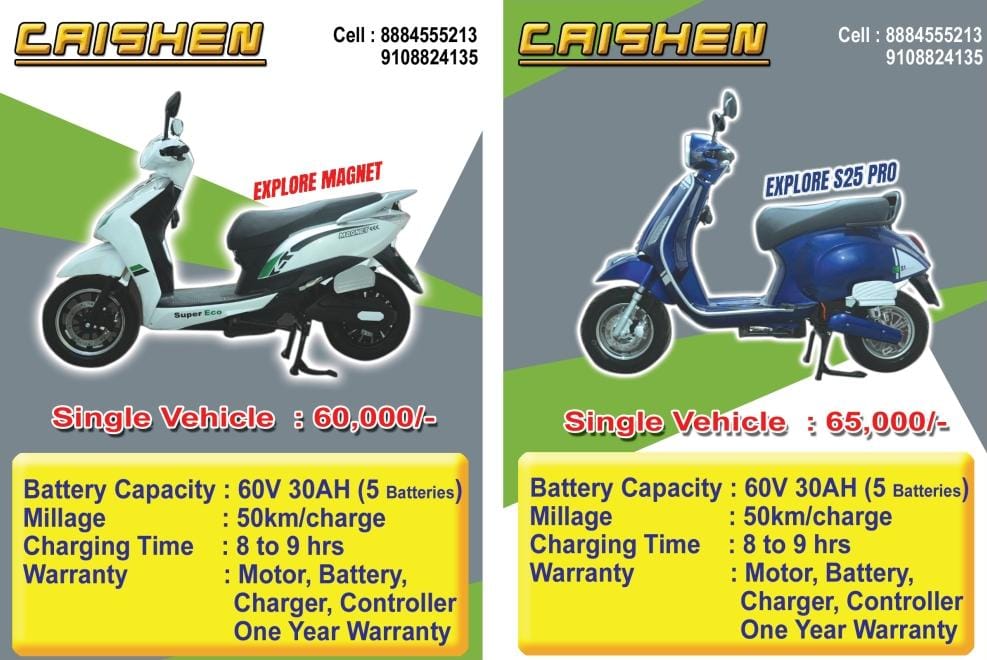 CAISHEN
Cell : 8884555213
9108824135
EXPLORE MAGNET
MAGNET
Super Eco
Single Vehicle : 60,000/-
Battery Capacity : 60V 30AH (5 Batteries)
Millage : 50km/charge
Charging Time : 8 to 9 hrs
Warranty : Motor, Battery,
Charger, Controller
One Year Warranty
CAISHEN
Cell : 8884555213
9108824135
EXPLORE S25 PRO
Single Vehicle : 65,000/-
Battery Capacity : 60V 30AH (5 Batteries)
Millage : 50km/charge
Charging Time : 8 to 9 hrs
Warranty : Motor, Battery,
Charger, Controller
One Year Warranty